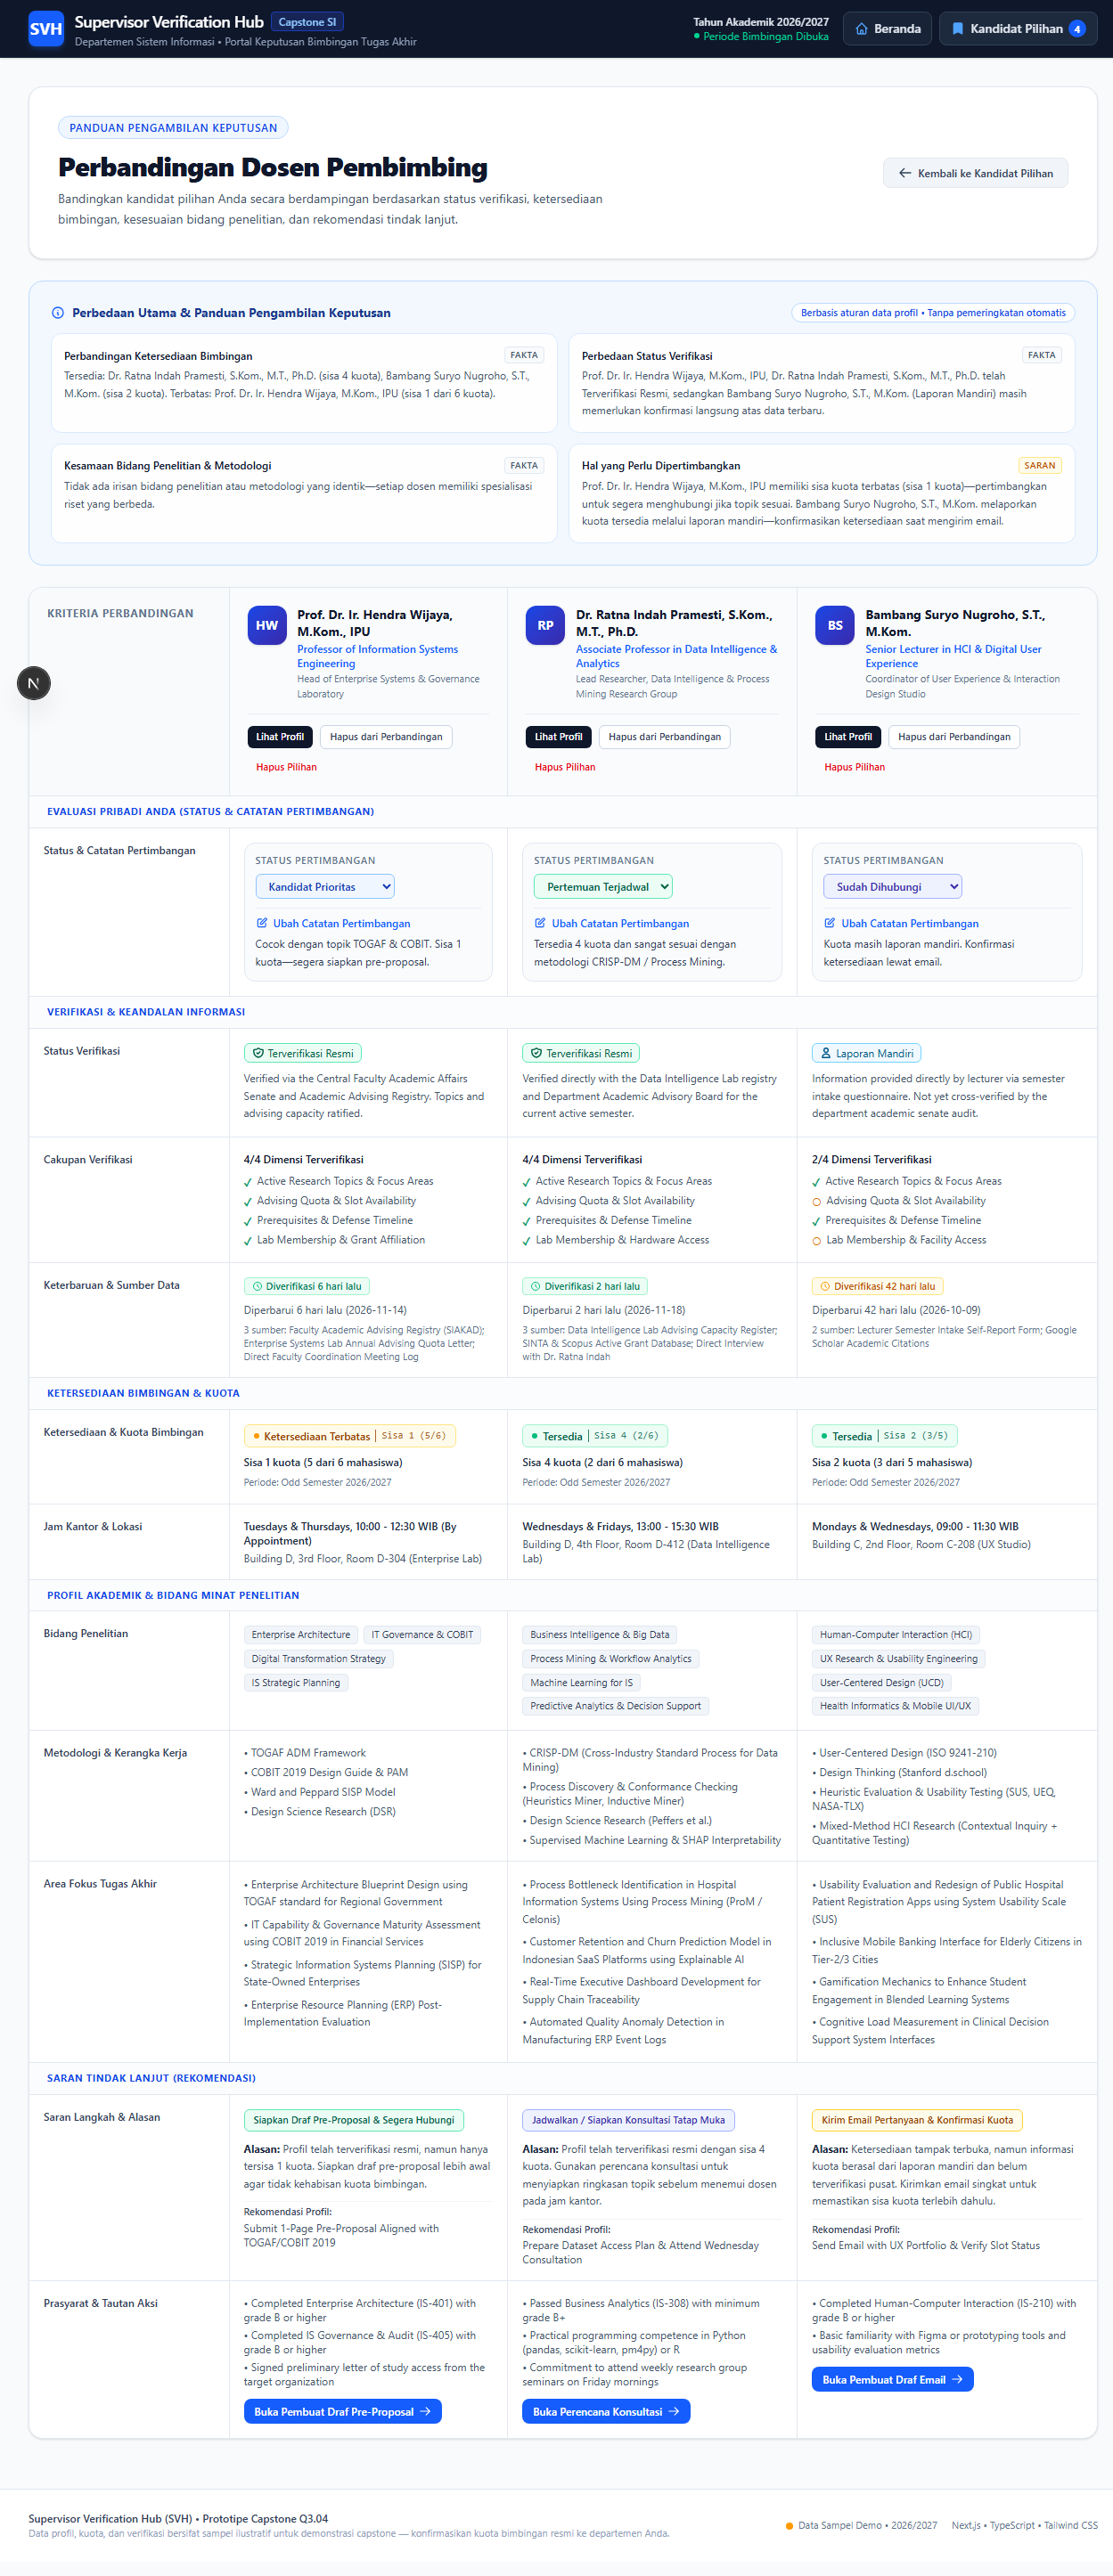 SVH
Supervisor Verification Hub
Capstone SI
Departemen Sistem Informasi • Portal Keputusan Bimbingan Tugas Akhir
Tahun Akademik 2026/2027
Periode Bimbingan Dibuka
Beranda
Kandidat Pilihan 4
PANDUAN PENGAMBILAN KEPUTUSAN
Perbandingan Dosen Pembimbing
Bandingkan kandidat pilihan Anda secara berdampingan berdasarkan status verifikasi, ketersediaan
bimbingan, kesesuaian bidang penelitian, dan rekomendasi tindak lanjut.
← Kembali ke Kandidat Pilihan
Perbedaan Utama & Panduan Pengambilan Keputusan
Berbasis aturan data profil • Tanpa pemeringkatan otomatis
Perbandingan Ketersediaan Bimbingan
FAKTA
Tersedia: Dr. Ratna Indah Pramesti, S.Kom., M.T., Ph.D. (sisa 4 kuota), Bambang Suryo Nugroho, S.T.,
M.Kom. (sisa 2 kuota). Terbatas: Prof. Dr. Ir. Hendra Wijaya, M.Kom., IPU (sisa 1 dari 6 kuota).
Perbedaan Status Verifikasi
FAKTA
Prof. Dr. Ir. Hendra Wijaya, M.Kom., IPU, Dr. Ratna Indah Pramesti, S.Kom., M.T., Ph.D. telah
Terverifikasi Resmi, sedangkan Bambang Suryo Nugroho, S.T., M.Kom. (Laporan Mandiri) masih
memerlukan konfirmasi langsung atas data terbaru.
Kesamaan Bidang Penelitian & Metodologi
FAKTA
Tidak ada irisan bidang penelitian atau metodologi yang identik—setiap dosen memiliki spesialisasi
riset yang berbeda.
Hal yang Perlu Dipertimbangkan
SARAN
Prof. Dr. Ir. Hendra Wijaya, M.Kom., IPU memiliki sisa kuota terbatas (sisa 1 kuota)—pertimbangkan
untuk segera menghubungi jika topik sesuai. Bambang Suryo Nugroho, S.T., M.Kom. melaporkan
kuota tersedia melalui laporan mandiri—konfirmasikan ketersediaan saat mengirim email.
KRITERIA PERBANDINGAN
HW
Prof. Dr. Ir. Hendra Wijaya,
M.Kom., IPU
Professor of Information Systems
Engineering
Head of Enterprise Systems & Governance
Laboratory
Lihat Profil
Hapus dari Perbandingan
Hapus Pilihan
RP
Dr. Ratna Indah Pramesti, S.Kom.,
M.T., Ph.D.
Associate Professor in Data Intelligence &
Analytics
Lead Researcher, Data Intelligence & Process
Mining Research Group
Lihat Profil
Hapus dari Perbandingan
Hapus Pilihan
BS
Bambang Suryo Nugroho, S.T.,
M.Kom.
Senior Lecturer in HCI & Digital User
Experience
Coordinator of User Experience & Interaction
Design Studio
Lihat Profil
Hapus dari Perbandingan
Hapus Pilihan
N
EVALUASI PRIBADI ANDA (STATUS & CATATAN PERTIMBANGAN)
Status & Catatan Pertimbangan
STATUS PERTIMBANGAN
Kandidat Prioritas
Ubah Catatan Pertimbangan
Cocok dengan topik TOGAF & COBIT. Sisa 1
kuota—segera siapkan pre-proposal.
STATUS PERTIMBANGAN
Pertemuan Terjadwal
Ubah Catatan Pertimbangan
Tersedia 4 kuota dan sangat sesuai dengan
metodologi CRISP-DM / Process Mining.
STATUS PERTIMBANGAN
Sudah Dihubungi
Ubah Catatan Pertimbangan
Kuota masih laporan mandiri. Konfirmasi
ketersediaan lewat email.
VERIFIKASI & KEANDALAN INFORMASI
Status Verifikasi
Terverifikasi Resmi
Verified via the Central Faculty Academic Affairs
Senate and Academic Advising Registry. Topics and
advising capacity ratified.
Terverifikasi Resmi
Verified directly with the Data Intelligence Lab registry
and Department Academic Advisory Board for the
current active semester.
Laporan Mandiri
Information provided directly by lecturer via semester
intake questionnaire. Not yet cross-verified by the
department academic senate audit.
Cakupan Verifikasi
4/4 Dimensi Terverifikasi
✓ Active Research Topics & Focus Areas
✓ Advising Quota & Slot Availability
✓ Prerequisites & Defense Timeline
✓ Lab Membership & Grant Affiliation
4/4 Dimensi Terverifikasi
✓ Active Research Topics & Focus Areas
✓ Advising Quota & Slot Availability
✓ Prerequisites & Defense Timeline
✓ Lab Membership & Hardware Access
2/4 Dimensi Terverifikasi
✓ Active Research Topics & Focus Areas
○ Advising Quota & Slot Availability
✓ Prerequisites & Defense Timeline
○ Lab Membership & Facility Access
Keterbaruan & Sumber Data
Diverifikasi 6 hari lalu
Diperbarui 6 hari lalu (2026-11-14)
3 sumber: Faculty Academic Advising Registry (SIAKAD);
Enterprise Systems Lab Annual Advising Quota Letter;
Direct Faculty Coordination Meeting Log
Diverifikasi 2 hari lalu
Diperbarui 2 hari lalu (2026-11-18)
3 sumber: Data Intelligence Lab Advising Capacity Register;
SINTA & Scopus Active Grant Database; Direct Interview
with Dr. Ratna Indah
Diverifikasi 42 hari lalu
Diperbarui 42 hari lalu (2026-10-09)
2 sumber: Lecturer Semester Intake Self-Report Form; Google
Scholar Academic Citations
KETERSEDIAAN BIMBINGAN & KUOTA
Ketersediaan & Kuota Bimbingan
Ketersediaan Terbatas | Sisa 1 (5/6)
Sisa 1 kuota (5 dari 6 mahasiswa)
Periode: Odd Semester 2026/2027
Tersedia | Sisa 4 (2/6)
Sisa 4 kuota (2 dari 6 mahasiswa)
Periode: Odd Semester 2026/2027
Tersedia | Sisa 2 (3/5)
Sisa 2 kuota (3 dari 5 mahasiswa)
Periode: Odd Semester 2026/2027
Jam Kantor & Lokasi
Tuesdays & Thursdays, 10:00 - 12:30 WIB (By
Appointment)
Building D, 3rd Floor, Room D-304 (Enterprise Lab)
Wednesdays & Fridays, 13:00 - 15:30 WIB
Building D, 4th Floor, Room D-412 (Data Intelligence
Lab)
Mondays & Wednesdays, 09:00 - 11:30 WIB
Building C, 2nd Floor, Room C-208 (UX Studio)
PROFIL AKADEMIK & BIDANG MINAT PENELITIAN
Bidang Penelitian
Enterprise Architecture
IT Governance & COBIT
Digital Transformation Strategy
IS Strategic Planning
Business Intelligence & Big Data
Process Mining & Workflow Analytics
Machine Learning for IS
Predictive Analytics & Decision Support
Human-Computer Interaction (HCI)
UX Research & Usability Engineering
User-Centered Design (UCD)
Health Informatics & Mobile UI/UX
Metodologi & Kerangka Kerja
• TOGAF ADM Framework
• COBIT 2019 Design Guide & PAM
• Ward and Peppard SISP Model
• Design Science Research (DSR)
• CRISP-DM (Cross-Industry Standard Process for Data
Mining)
• Process Discovery & Conformance Checking
(Heuristics Miner, Inductive Miner)
• Design Science Research (Peffers et al.)
• Supervised Machine Learning & SHAP Interpretability
• User-Centered Design (ISO 9241-210)
• Design Thinking (Stanford d.school)
• Heuristic Evaluation & Usability Testing (SUS, UEQ,
NASA-TLX)
• Mixed-Method HCI Research (Contextual Inquiry +
Quantitative Testing)
Area Fokus Tugas Akhir
• Enterprise Architecture Blueprint Design using
TOGAF standard for Regional Government
• IT Capability & Governance Maturity Assessment
using COBIT 2019 in Financial Services
• Strategic Information Systems Planning (SISP) for
State-Owned Enterprises
• Enterprise Resource Planning (ERP) Post-
Implementation Evaluation
• Process Bottleneck Identification in Hospital
Information Systems Using Process Mining (ProM /
Celonis)
• Customer Retention and Churn Prediction Model in
Indonesian SaaS Platforms using Explainable AI
• Real-Time Executive Dashboard Development for
Supply Chain Traceability
• Automated Quality Anomaly Detection in
Manufacturing ERP Event Logs
• Usability Evaluation and Redesign of Public Hospital
Patient Registration Apps using System Usability Scale
(SUS)
• Inclusive Mobile Banking Interface for Elderly Citizens in
Tier-2/3 Cities
• Gamification Mechanics to Enhance Student
Engagement in Blended Learning Systems
• Cognitive Load Measurement in Clinical Decision
Support System Interfaces
SARAN TINDAK LANJUT (REKOMENDASI)
Saran Langkah & Alasan
Siapkan Draf Pre-Proposal & Segera Hubungi
Alasan: Profil telah terverifikasi resmi, namun hanya
tersisa 1 kuota. Siapkan draf pre-proposal lebih awal
agar tidak kehabisan kuota bimbingan.
Rekomendasi Profil:
Submit 1-Page Pre-Proposal Aligned with
TOGAF/COBIT 2019
Jadwalkan / Siapkan Konsultasi Tatap Muka
Alasan: Profil telah terverifikasi resmi dengan sisa 4
kuota. Gunakan perencana konsultasi untuk
menyiapkan ringkasan topik sebelum menemui dosen
pada jam kantor.
Rekomendasi Profil:
Prepare Dataset Access Plan & Attend Wednesday
Consultation
Kirim Email Pertanyaan & Konfirmasi Kuota
Alasan: Ketersediaan tampak terbuka, namun informasi
kuota berasal dari laporan mandiri dan belum
terverifikasi pusat. Kirimkan email singkat untuk
memastikan sisa kuota terlebih dahulu.
Rekomendasi Profil:
Send Email with UX Portfolio & Verify Slot Status
Prasyarat & Tautan Aksi
• Completed Enterprise Architecture (IS-401) with
grade B or higher
• Completed IS Governance & Audit (IS-405) with
grade B or higher
• Signed preliminary letter of study access from the
target organization
Buka Pembuat Draf Pre-Proposal →
• Passed Business Analytics (IS-308) with minimum
grade B+
• Practical programming competence in Python
(pandas, scikit-learn, pm4py) or R
• Commitment to attend weekly research group
seminars on Friday mornings
Buka Perencana Konsultasi →
• Completed Human-Computer Interaction (IS-210) with
grade B or higher
• Basic familiarity with Figma or prototyping tools and
usability evaluation metrics
Buka Pembuat Draf Email →
Supervisor Verification Hub (SVH) • Prototipe Capstone Q3.04
Data profil, kuota, dan verifikasi bersifat sampel ilustratif untuk demonstrasi capstone — konfirmasikan kuota bimbingan resmi ke departemen Anda.
Data Sampel Demo • 2026/2027
Next.js • TypeScript • Tailwind CSS